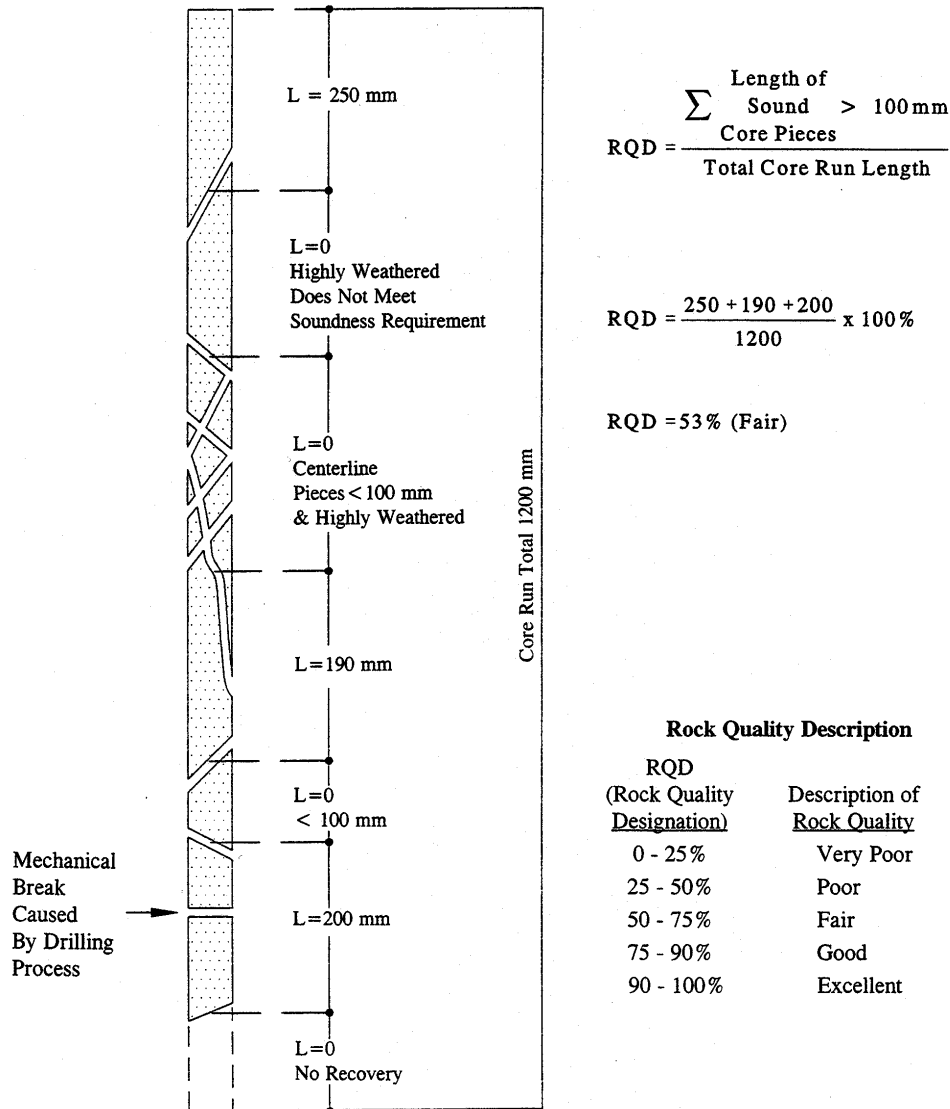 L = 250 mm
L=0
Highly Weathered
Does Not Meet
Soundness Requirement
L=0
Centerline
Pieces < 100 mm
& Highly Weathered
L=190 mm
L=0
< 100 mm
L=200 mm
L=0
No Recovery
Mechanical
Break
Caused
By Drilling
Process
Core Run Total 1200 mm
Length of
∑ Sound > 100 mm
Core Pieces
RQD =
Total Core Run Length
250 + 190 + 200
RQD = x 100%
1200
RQD = 53% (Fair)
Rock Quality Description
RQD
(Rock Quality Description of
Designation) Rock Quality
0 - 25% Very Poor
25 - 50% Poor
50 - 75% Fair
75 - 90% Good
90 - 100% Excellent